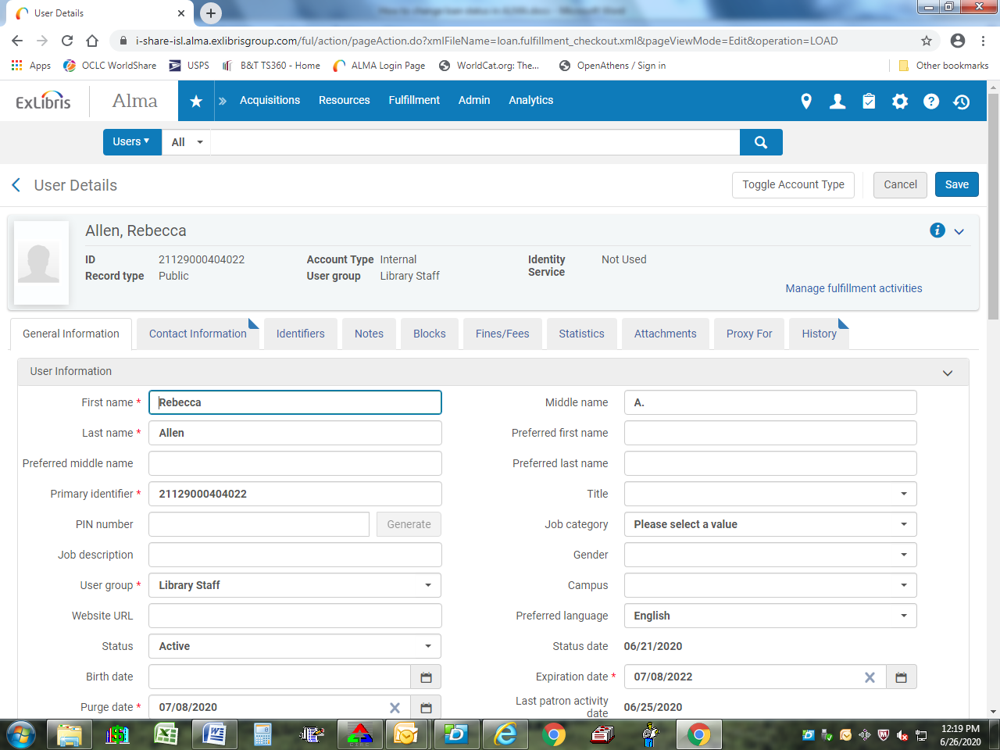 User Details
i-share-isl.alma.exlibrisgroup.com/ful/action/pageAction.do?xmlFileName=loan.fulfillment_checkout.xml&pageViewMode=Edit&operation=LOAD
Apps OCLC WorldShare USPS B&T TS360 - Home ALMA Login Page WorldCat.org: The... OpenAthens / Sign in Other bookmarks
ExLibris Alma Acquisitions Resources Fulfillment Admin Analytics
Users All
User Details Toggle Account Type Cancel Save
Allen, Rebecca
ID 21129000404022 Account Type Internal Identity Service Not Used
Record type Public User group Library Staff
Manage fulfillment activities
General Information Contact Information Identifiers Notes Blocks Fines/Fees Statistics Attachments Proxy For History
User Information
First name * Rebecca Middle name A.
Last name * Allen Preferred first name
Preferred middle name Preferred last name
Primary identifier * 21129000404022 Title
PIN number Generate Job category Please select a value
Job description Gender
User group * Library Staff Campus
Website URL Preferred language English
Status Active Status date 06/21/2020
Birth date Expiration date * 07/08/2022
Purge date * 07/08/2020 Last patron activity date 06/25/2020
12:19 PM
6/26/2020